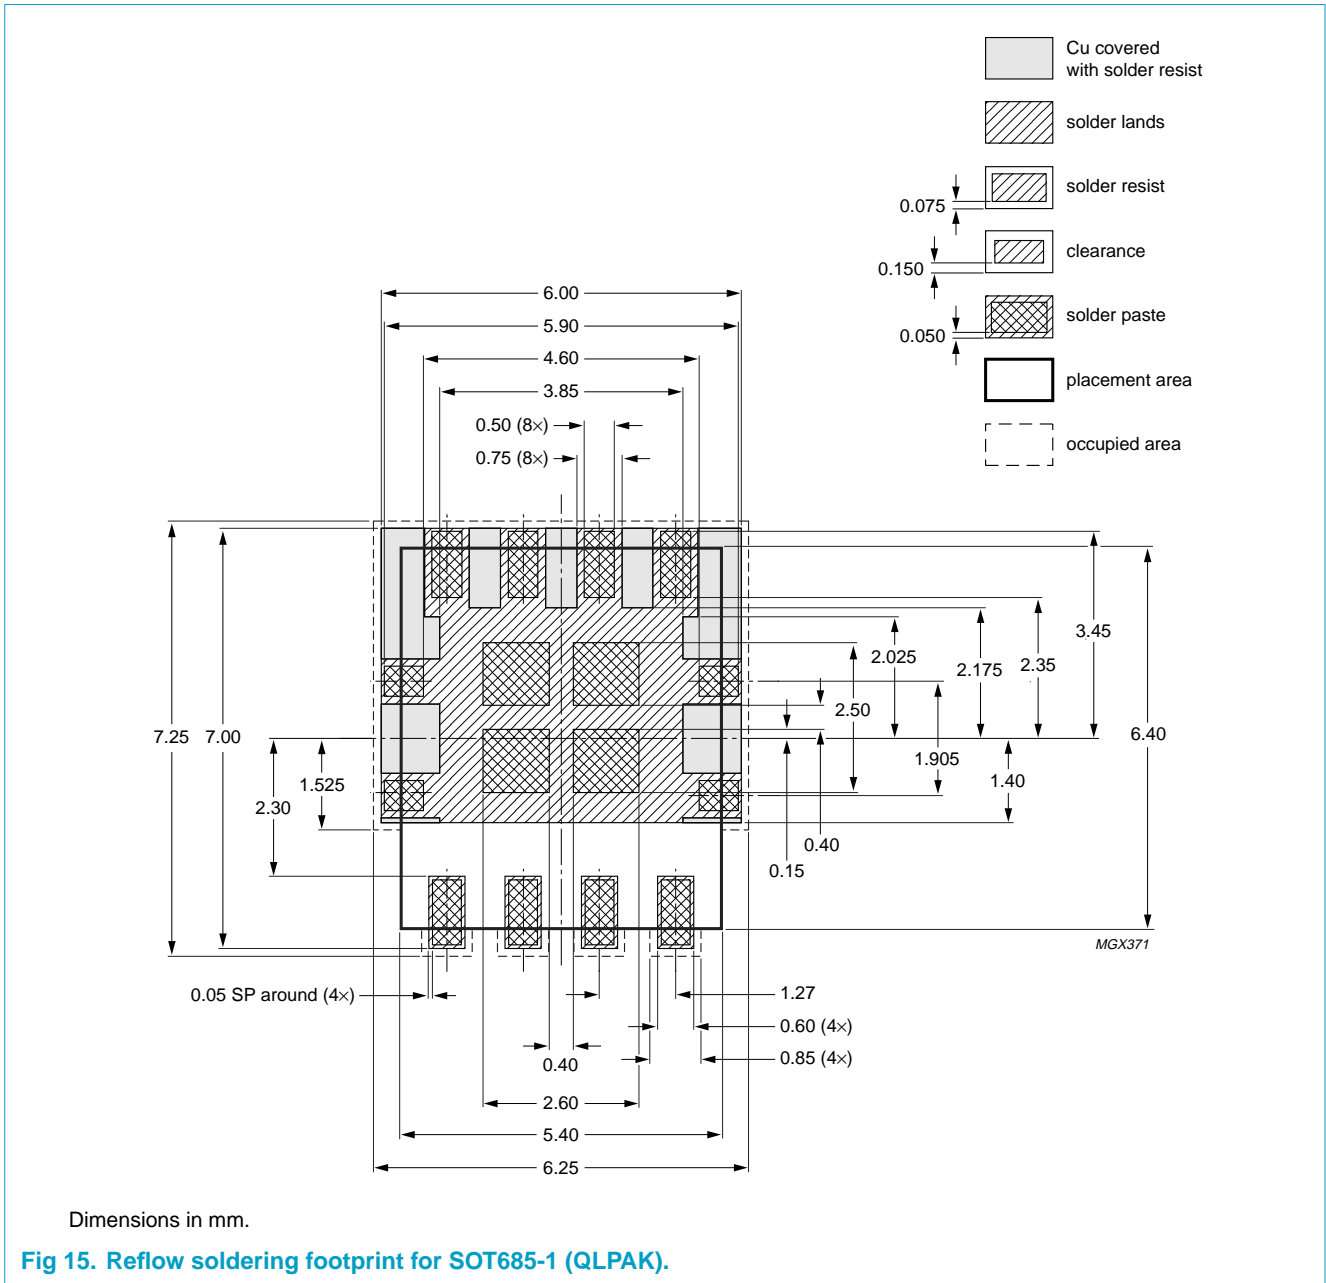 Cu covered
with solder resist
solder lands
solder resist
0.075
clearance
0.150
solder paste
0.050
placement area
occupied area
6.00
5.90
4.60
3.85
0.50 (8×)
0.75 (8×)
7.25
7.00
2.30
1.525
2.025
2.175
2.35
3.45
2.50
1.905
1.40
6.40
0.40
0.15
MGX371
0.05 SP around (4×)
1.27
0.60 (4×)
0.85 (4×)
0.40
2.60
5.40
6.25
Dimensions in mm.
Fig 15. Reflow soldering footprint for SOT685-1 (QLPAK).